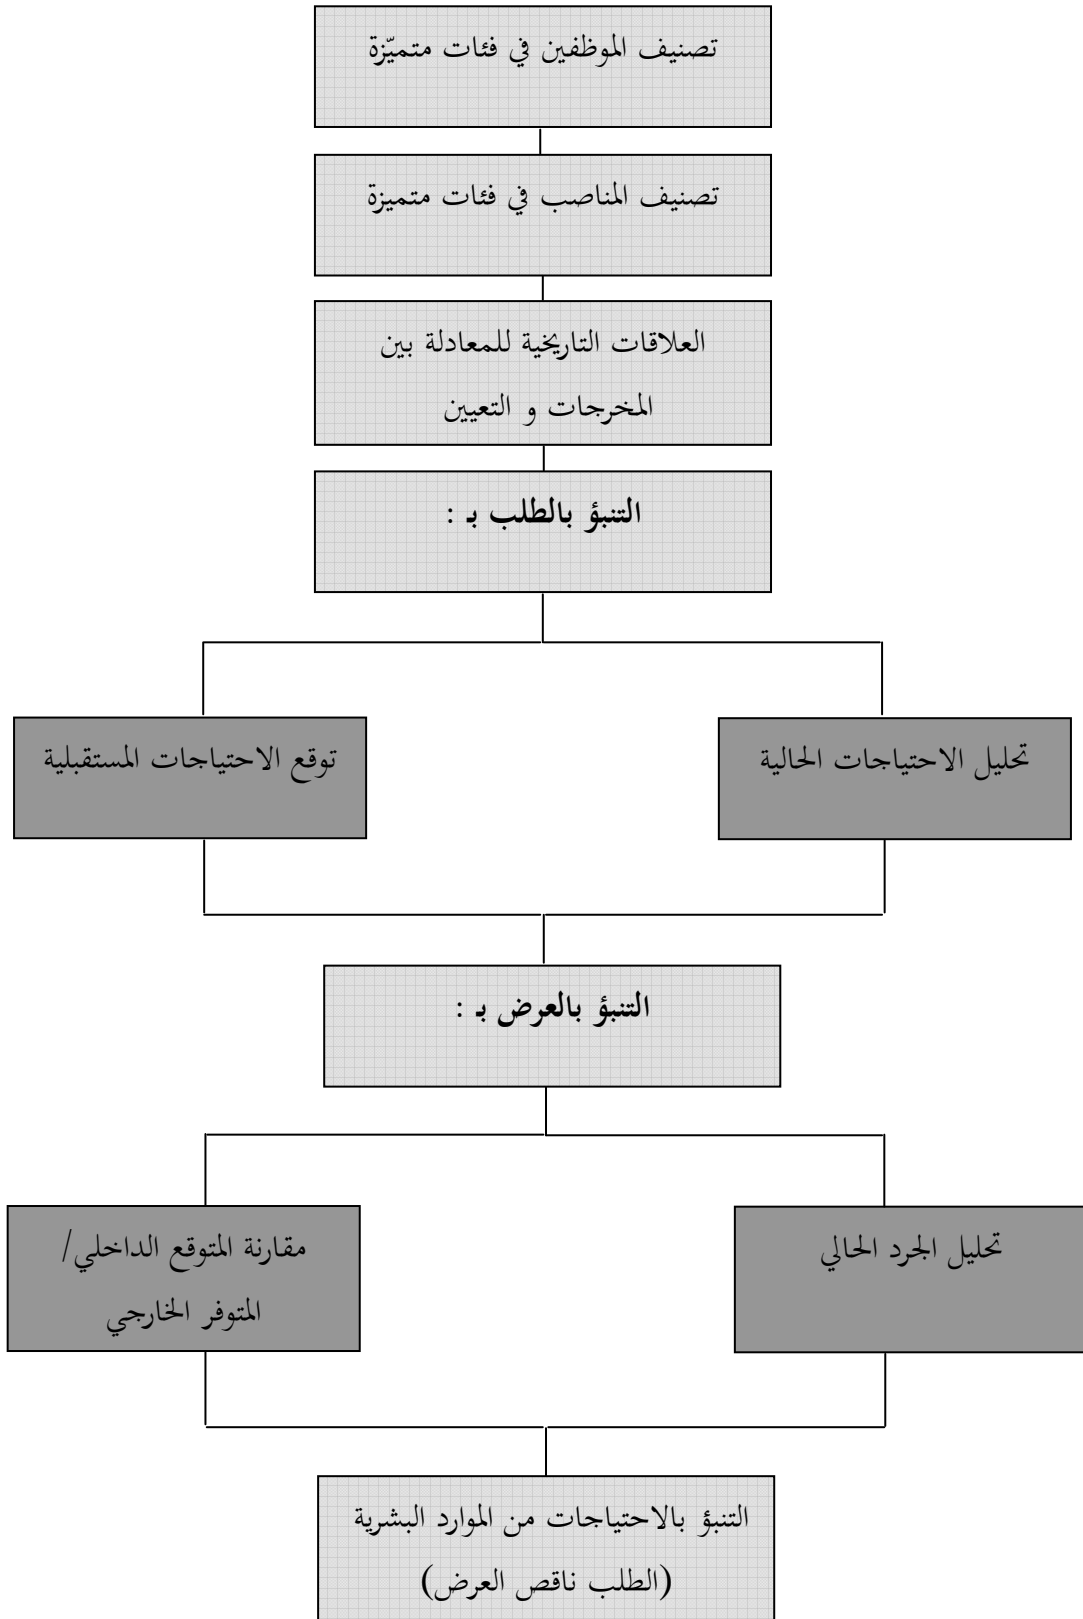 تصنيف الموظفين في فئات متميّزة
تصنيف المناصب في فئات متميزة
العلاقات التاريخية للمعادلة بين
المخرجات و التعيين
التنبؤ بالطلب بـ :
تحليل الاحتياجات الحالية
توقع الاحتياجات المستقبلية
التنبؤ بالعرض بـ :
تحليل الجرد الحالي
مقارنة المتوقع الداخلي/
المتوفر الخارجي
التنبؤ بالاحتياجات من الموارد البشرية
(الطلب ناقص العرض)